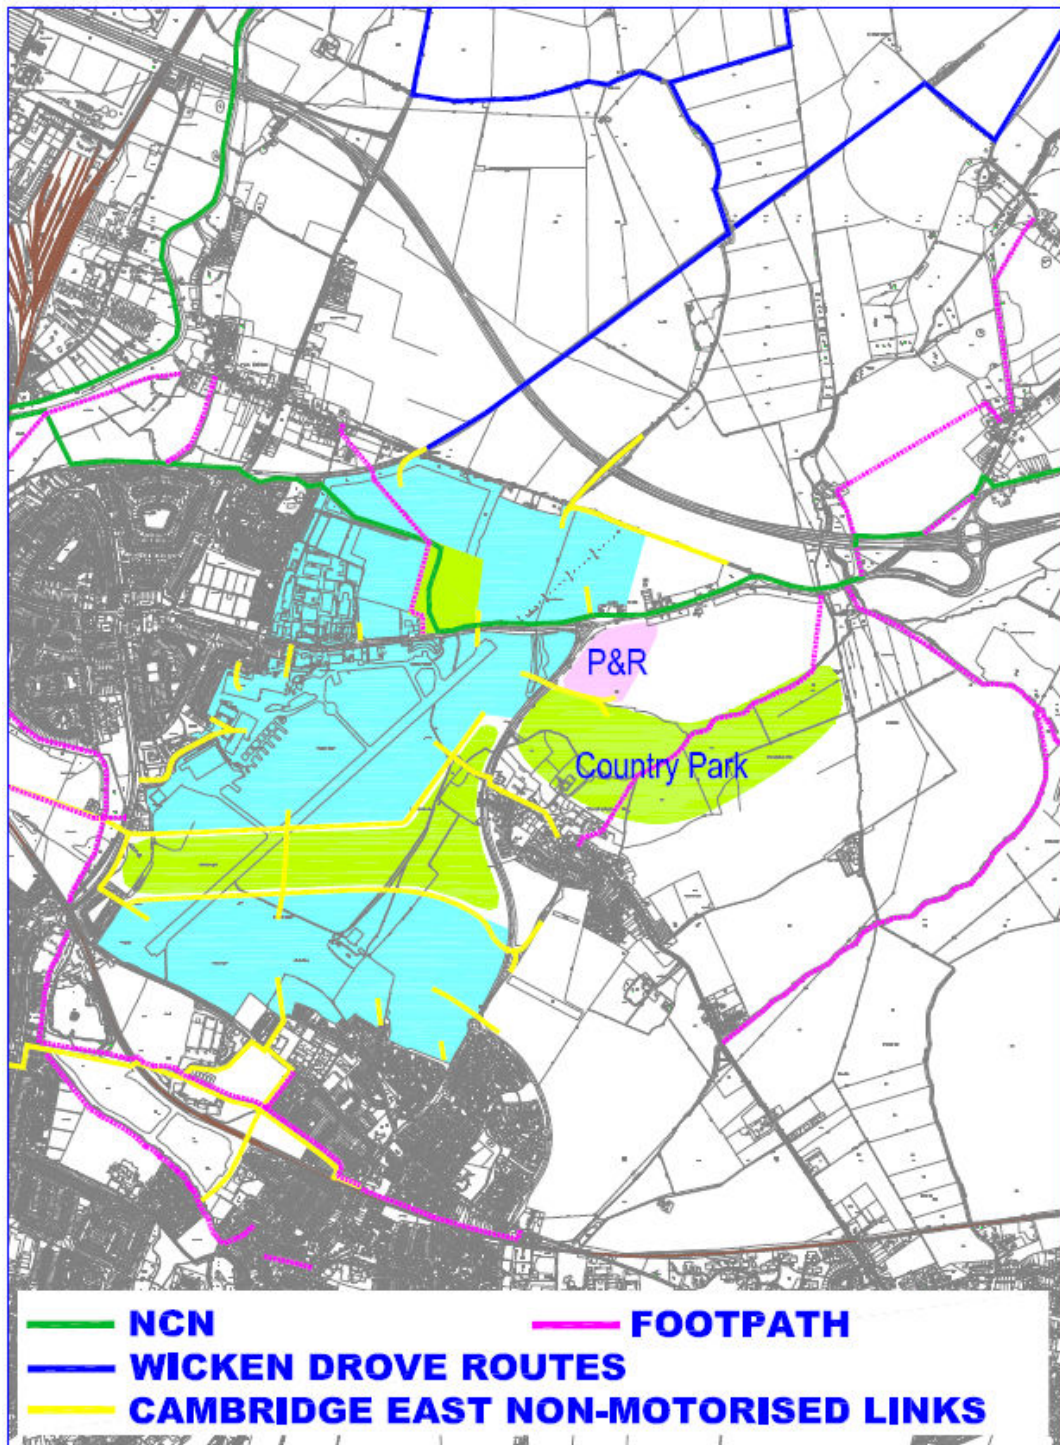 P&R
Country Park
NCN FOOTPATH
WICKEN DROVE ROUTES
CAMBRIDGE EAST NON-MOTORISED LINKS